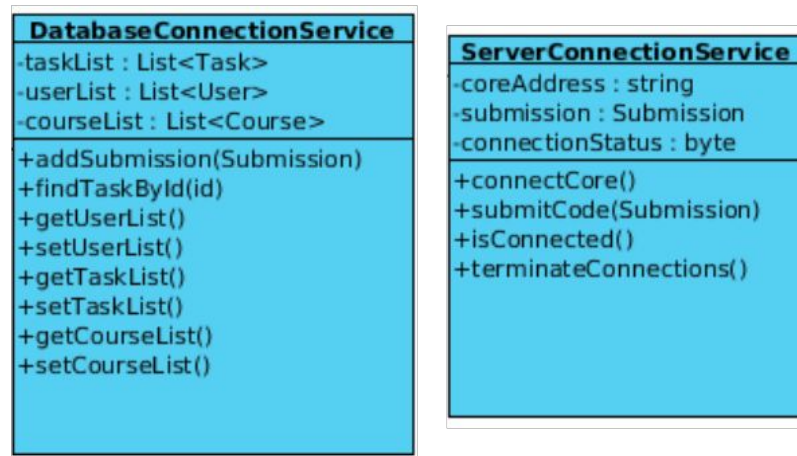 DatabaseConnectionService
-taskList : List<Task>
-userList : List<User>
-courseList : List<Course>
+addSubmission(Submission)
+findTaskById(id)
+getUserList()
+setUserList()
+getTaskList()
+setTaskList()
+getCourseList()
+setCourseList()
ServerConnectionService
-coreAddress : string
-submission : Submission
-connectionStatus : byte
+connectCore()
+submitCode(Submission)
+isConnected()
+terminateConnections()